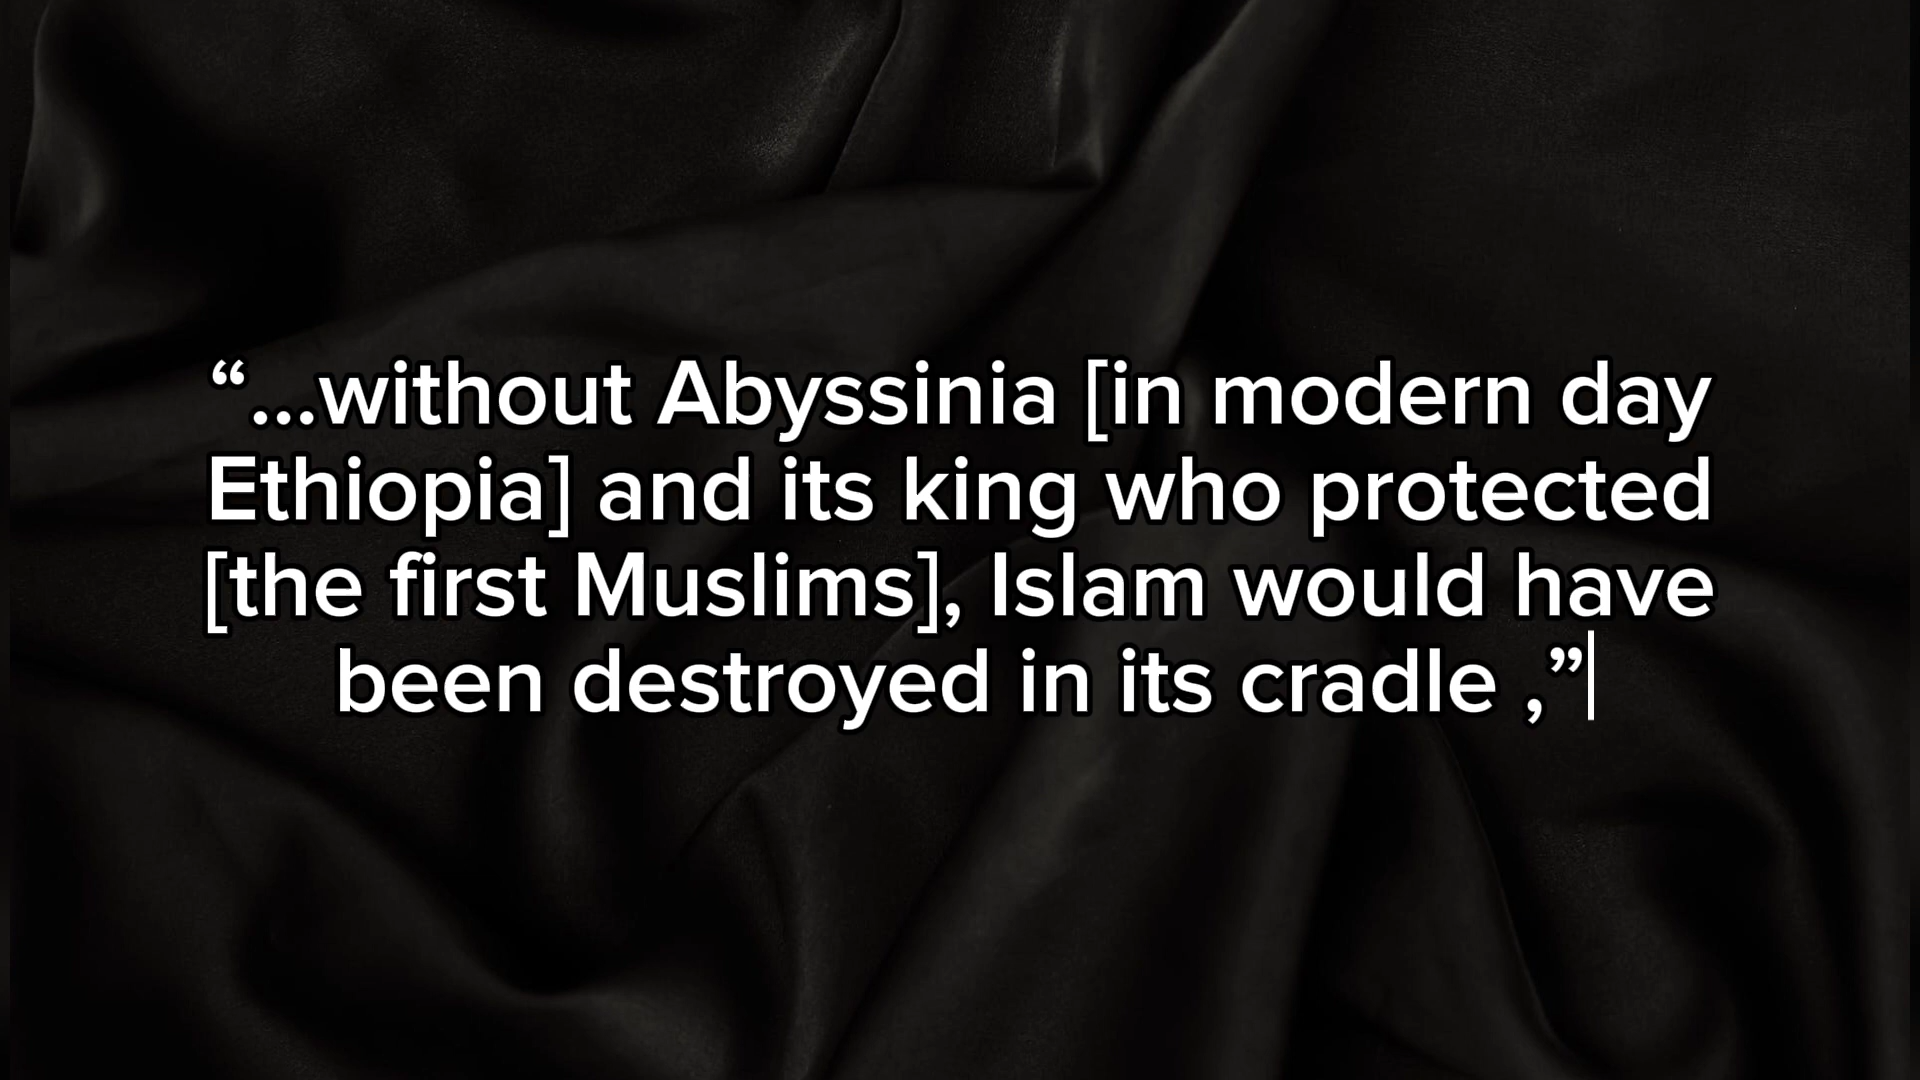 “...without Abyssinia [in modern day
Ethiopia] and its king who protected
[the first Muslims], Islam would have
been destroyed in its cradle ,”